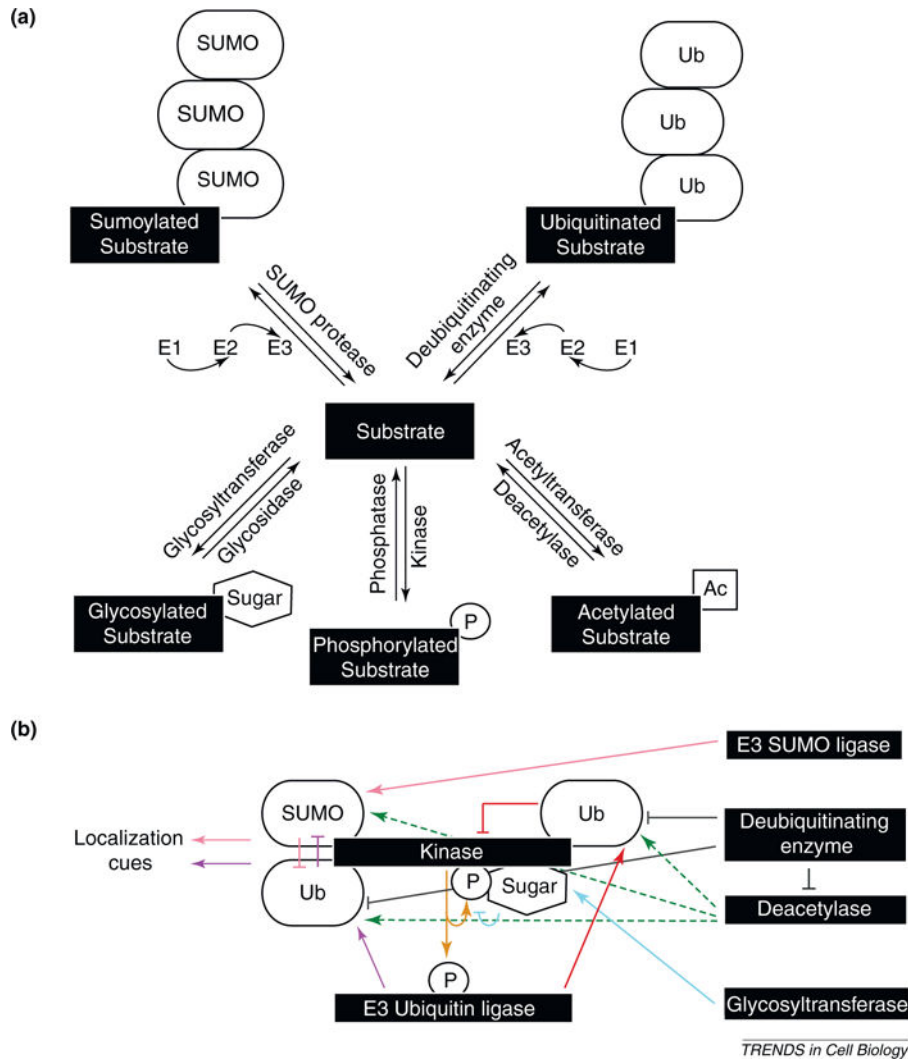 (a)
SUMO
SUMO
SUMO
Sumoylated
Substrate
Ub
Ub
Ub
Ubiquitinated
Substrate
SUMO protease
Deubiquitinating
enzyme
E1
E2
E3
E3
E2
E1
Substrate
Glycosyltransferase
Glycosidase
Phosphatase
Kinase
Acetyltransferase
Deacetylase
Glycosylated
Substrate
Sugar
Phosphorylated
Substrate
P
Acetylated
Substrate
Ac
(b)
E3 SUMO ligase
SUMO
Ub
Localization
cues
Kinase
Deubiquitinating
enzyme
Ub
P
Sugar
Deacetylase
P
E3 Ubiquitin ligase
Glycosyltransferase
TRENDS in Cell Biology